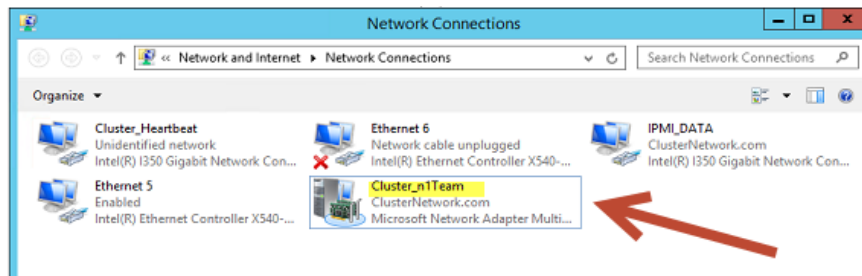 Network Connections
« Network and Internet ▸ Network Connections
Search Network Connections
Organize
Cluster_Heartbeat
Unidentified network
Intel(R) I350 Gigabit Network Con...
Ethernet 6
Network cable unplugged
Intel(R) Ethernet Controller X540-...
IPMI_DATA
ClusterNetwork.com
Intel(R) I350 Gigabit Network Con...
Ethernet 5
Enabled
Intel(R) Ethernet Controller X540-...
Cluster_n1Team
ClusterNetwork.com
Microsoft Network Adapter Multi...